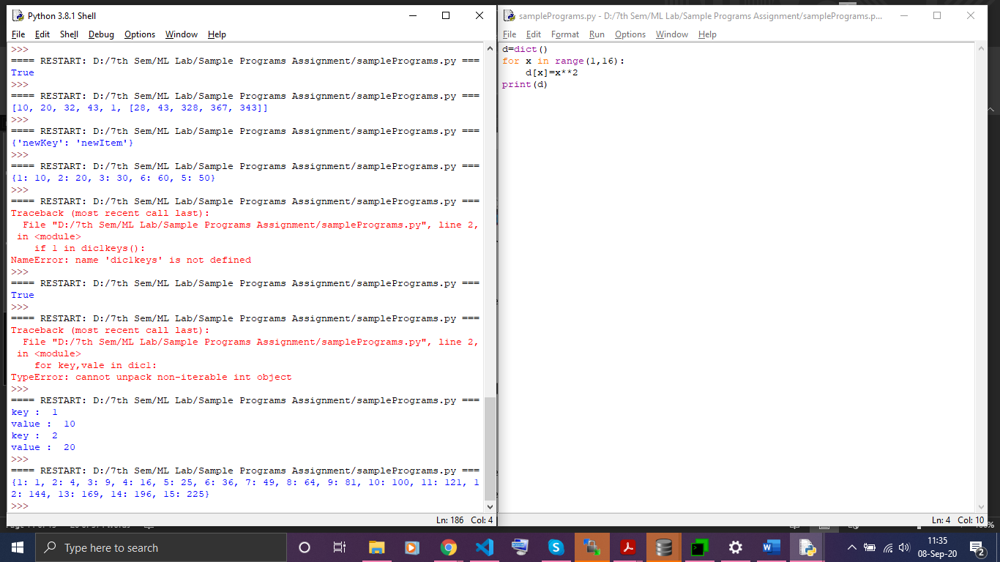 Python 3.8.1 Shell
File Edit Shell Debug Options Window Help
>>>
==== RESTART: D:/7th Sem/ML Lab/Sample Programs Assignment/samplePrograms.py ===
True
>>>
==== RESTART: D:/7th Sem/ML Lab/Sample Programs Assignment/samplePrograms.py ===
[10, 20, 32, 43, 1, [28, 43, 328, 367, 343]]
>>>
==== RESTART: D:/7th Sem/ML Lab/Sample Programs Assignment/samplePrograms.py ===
{'newKey': 'newItem'}
>>>
==== RESTART: D:/7th Sem/ML Lab/Sample Programs Assignment/samplePrograms.py ===
{1: 10, 2: 20, 3: 30, 6: 60, 5: 50}
>>>
==== RESTART: D:/7th Sem/ML Lab/Sample Programs Assignment/samplePrograms.py ===
Traceback (most recent call last):
  File "D:/7th Sem/ML Lab/Sample Programs Assignment/samplePrograms.py", line 2,
 in <module>
    if 1 in dic1keys():
NameError: name 'dic1keys' is not defined
>>>
==== RESTART: D:/7th Sem/ML Lab/Sample Programs Assignment/samplePrograms.py ===
True
>>>
==== RESTART: D:/7th Sem/ML Lab/Sample Programs Assignment/samplePrograms.py ===
Traceback (most recent call last):
  File "D:/7th Sem/ML Lab/Sample Programs Assignment/samplePrograms.py", line 2,
 in <module>
    for key,vale in dic1:
TypeError: cannot unpack non-iterable int object
>>>
==== RESTART: D:/7th Sem/ML Lab/Sample Programs Assignment/samplePrograms.py ===
key :  1
value :  10
key :  2
value :  20
>>>
==== RESTART: D:/7th Sem/ML Lab/Sample Programs Assignment/samplePrograms.py ===
{1: 1, 2: 4, 3: 9, 4: 16, 5: 25, 6: 36, 7: 49, 8: 64, 9: 81, 10: 100, 11: 121, 1
2: 144, 13: 169, 14: 196, 15: 225}
>>>
Ln: 186 Col: 4
samplePrograms.py - D:/7th Sem/ML Lab/Sample Programs Assignment/samplePrograms.p...
File Edit Format Run Options Window Help
d=dict()
for x in range(1,16):
    d[x]=x**2
print(d)
Ln: 4 Col: 10
Type here to search
11:35
08-Sep-20
2